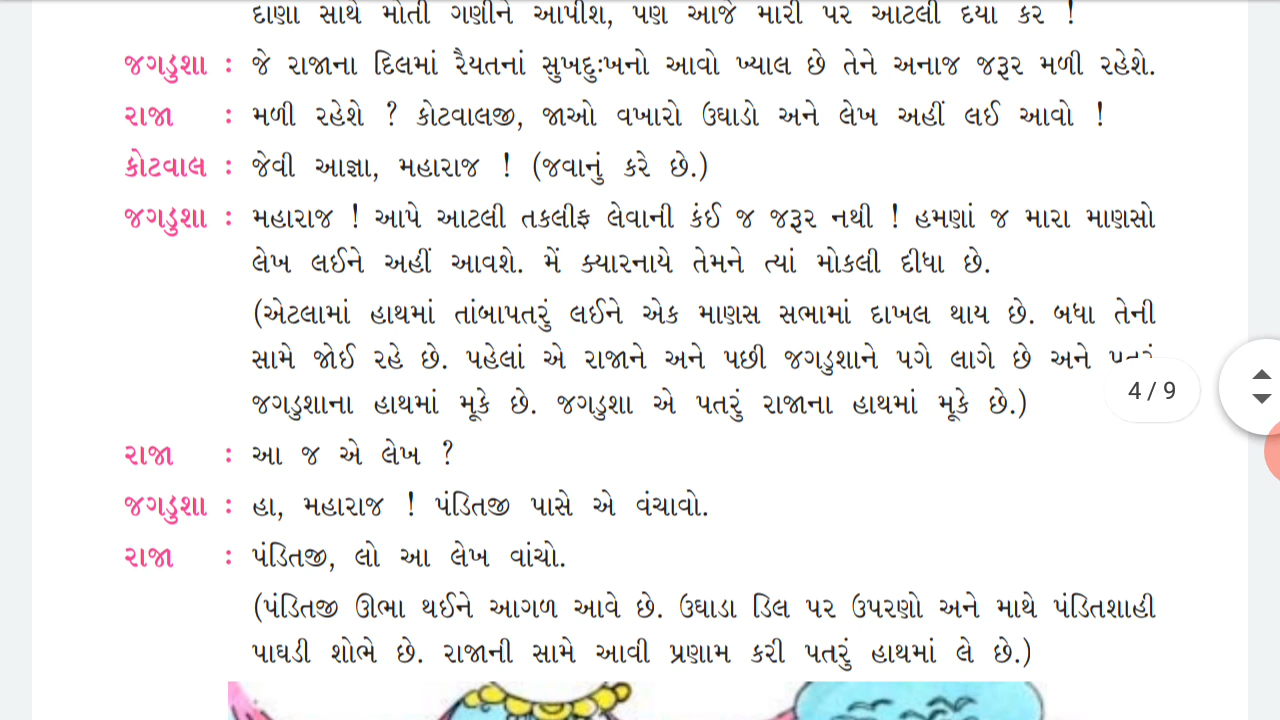 દાણા સાથે મોતી ગણીને આપીશ, પણ આજે મારી પર આટલી દયા કર !
જગડુશા : જે રાજાના દિલમાં રૈયતનાં સુખદુઃખનો આવો ખ્યાલ છે તેને અનાજ જરૂર મળી રહેશે.
રાજા : મળી રહેશે ? કોટવાલજી, જાઓ વખારો ઉઘાડો અને લેખ અહીં લઈ આવો !
કોટવાલ : જેવી આજ્ઞા, મહારાજ ! (જવાનું કરે છે.)
જગડુશા : મહારાજ ! આપે આટલી તકલીફ લેવાની કંઈ જ જરૂર નથી ! હમણાં જ મારા માણસો
લેખ લઈને અહીં આવશે. મેં ક્યારનાયે તેમને ત્યાં મોકલી દીધા છે.
(એટલામાં હાથમાં તાંબાપતરું લઈને એક માણસ સભામાં દાખલ થાય છે. બધા તેની
સામે જોઈ રહે છે. પહેલાં એ રાજાને અને પછી જગડુશાને પગે લાગે છે અને પતરું
4 / 9
જગડુશાના હાથમાં મૂકે છે. જગડુશા એ પતરું રાજાના હાથમાં મૂકે છે.)
રાજા : આ જ એ લેખ ?
જગડુશા : હા, મહારાજ ! પંડિતજી પાસે એ વંચાવો.
રાજા : પંડિતજી, લો આ લેખ વાંચો.
(પંડિતજી ઊભા થઈને આગળ આવે છે. ઉઘાડા ડિલ પર ઉપરણો અને માથે પંડિતશાહી
પાઘડી શોભે છે. રાજાની સામે આવી પ્રણામ કરી પતરું હાથમાં લે છે.)